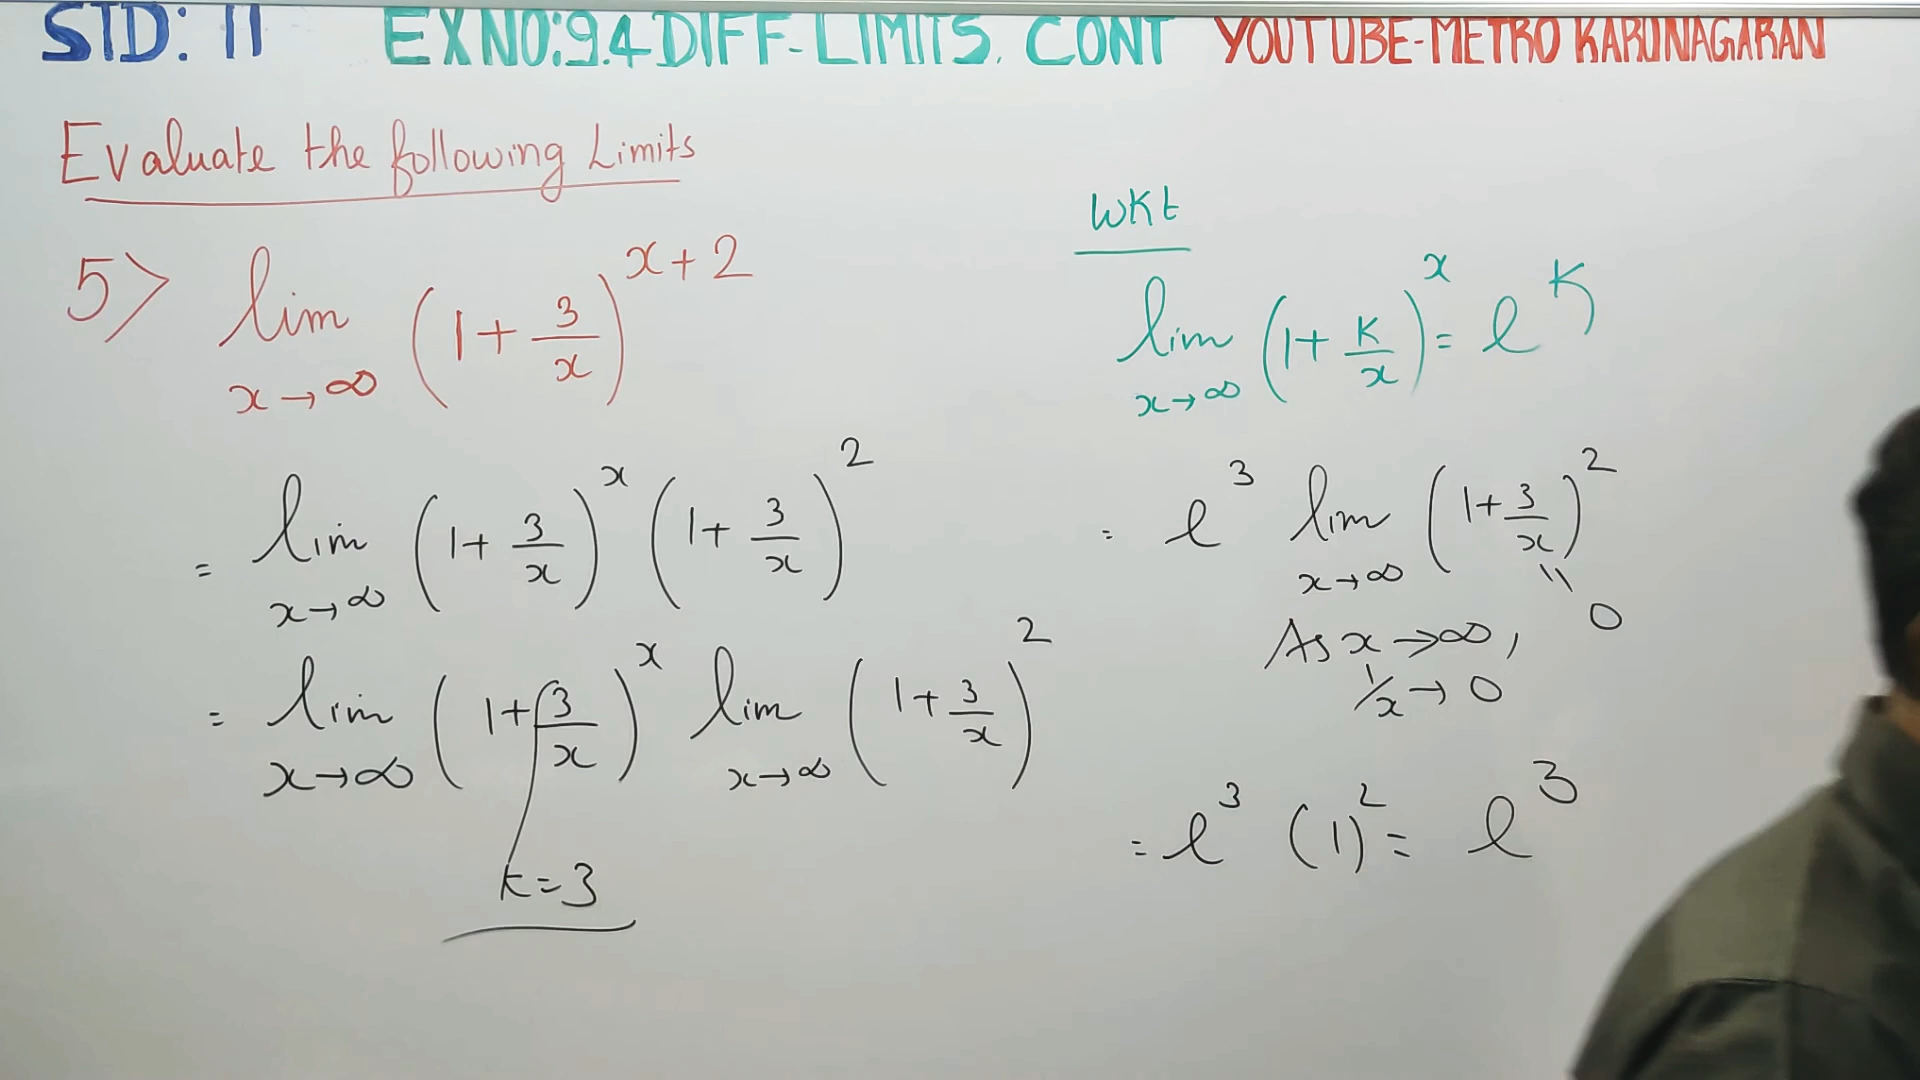 STD: 11 EX NO: 9.4 DIFF-LIMITS. CONT YOUTUBE-METRO KARUNAGARAN
Evaluate the following Limits
5> lim x→∞ (1+3/x)^(x+2)
= lim x→∞ (1+3/x)^x (1+3/x)^2
= lim x→∞ (1+3/x)^x lim x→∞ (1+3/x)^2
k=3
WKt
lim x→∞ (1+K/x)^x = e^K
= e^3 lim x→∞ (1+3/x)^2
" 0
As x→∞,
1/x→0
= e^3 (1)^2 = e^3